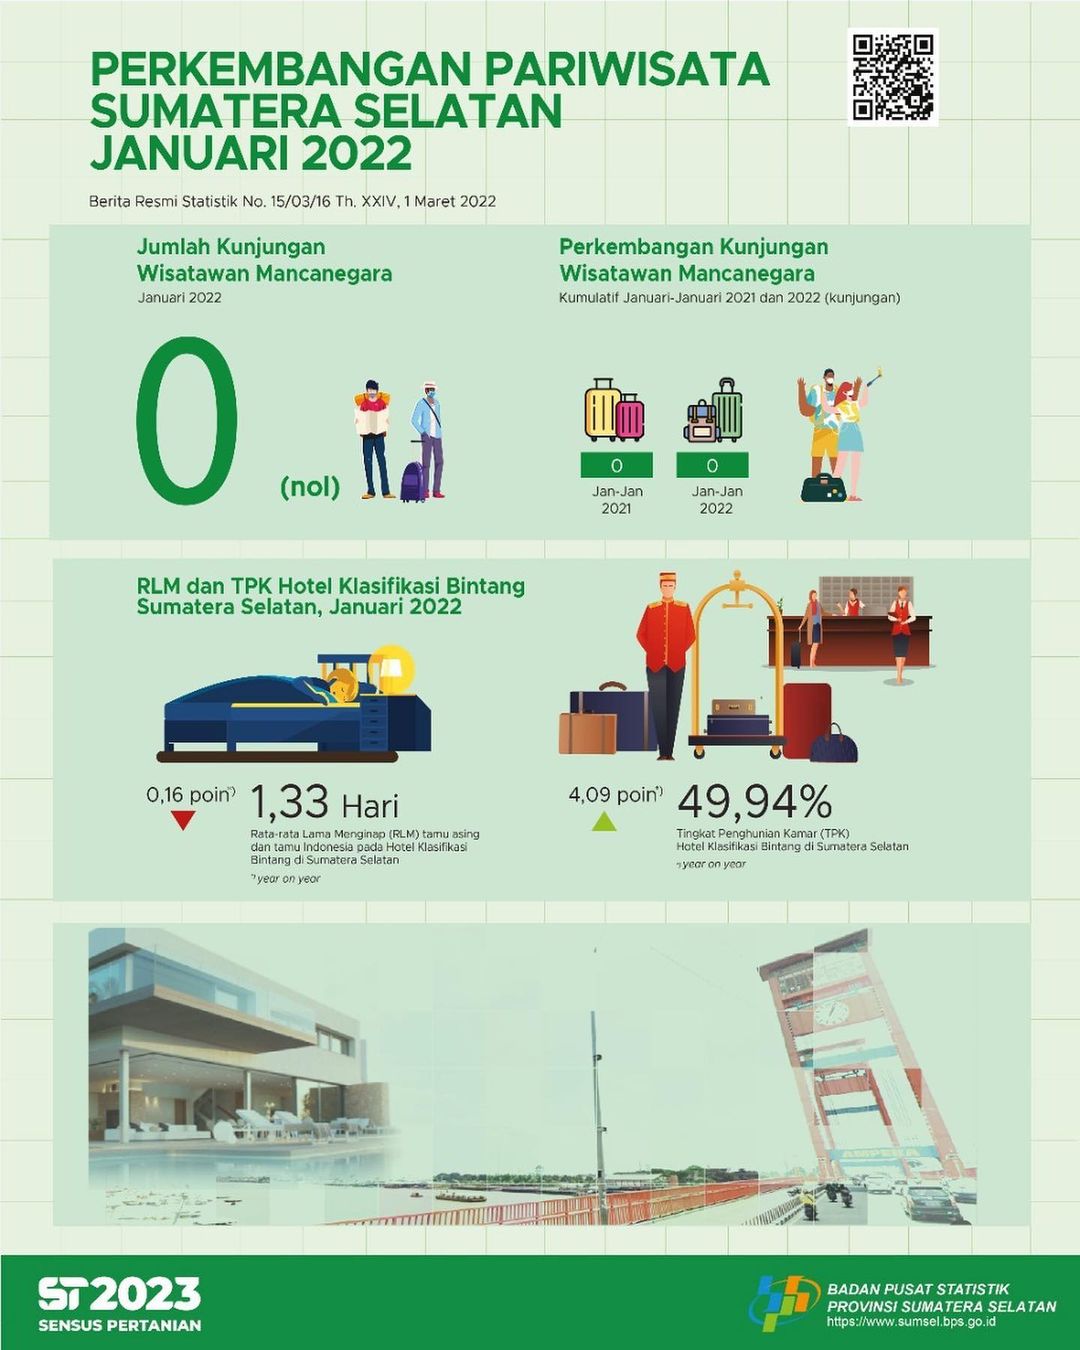 PERKEMBANGAN PARIWISATA
SUMATERA SELATAN
JANUARI 2022
Berita Resmi Statistik No. 15/03/16 Th. XXIV, 1 Maret 2022
Jumlah Kunjungan
Wisatawan Mancanegara
Januari 2022
0
(nol)
Perkembangan Kunjungan
Wisatawan Mancanegara
Kumulatif Januari-Januari 2021 dan 2022 (kunjungan)
0
0
Jan-Jan
2021
Jan-Jan
2022
RLM dan TPK Hotel Klasifikasi Bintang
Sumatera Selatan, Januari 2022
0,16 poin*)
1,33 Hari
Rata-rata Lama Menginap (RLM) tamu asing
dan tamu Indonesia pada Hotel Klasifikasi
Bintang di Sumatera Selatan
*) year on year
4,09 poin*)
49,94%
Tingkat Penghunian Kamar (TPK)
Hotel Klasifikasi Bintang di Sumatera Selatan
*) year on year
AMPERA
ST2023
SENSUS PERTANIAN
BADAN PUSAT STATISTIK
PROVINSI SUMATERA SELATAN
https://www.sumsel.bps.go.id